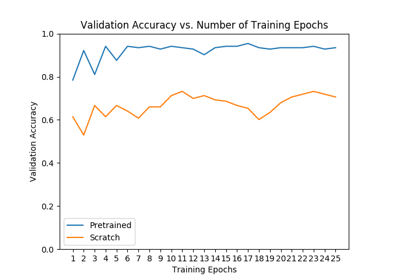 Validation Accuracy vs. Number of Training Epochs
1.0
0.8
0.6
0.4
0.2
0.0
Validation Accuracy
Pretrained
Scratch
1 2 3 4 5 6 7 8 9 10 11 12 13 14 15 16 17 18 19 20 21 22 23 24 25
Training Epochs